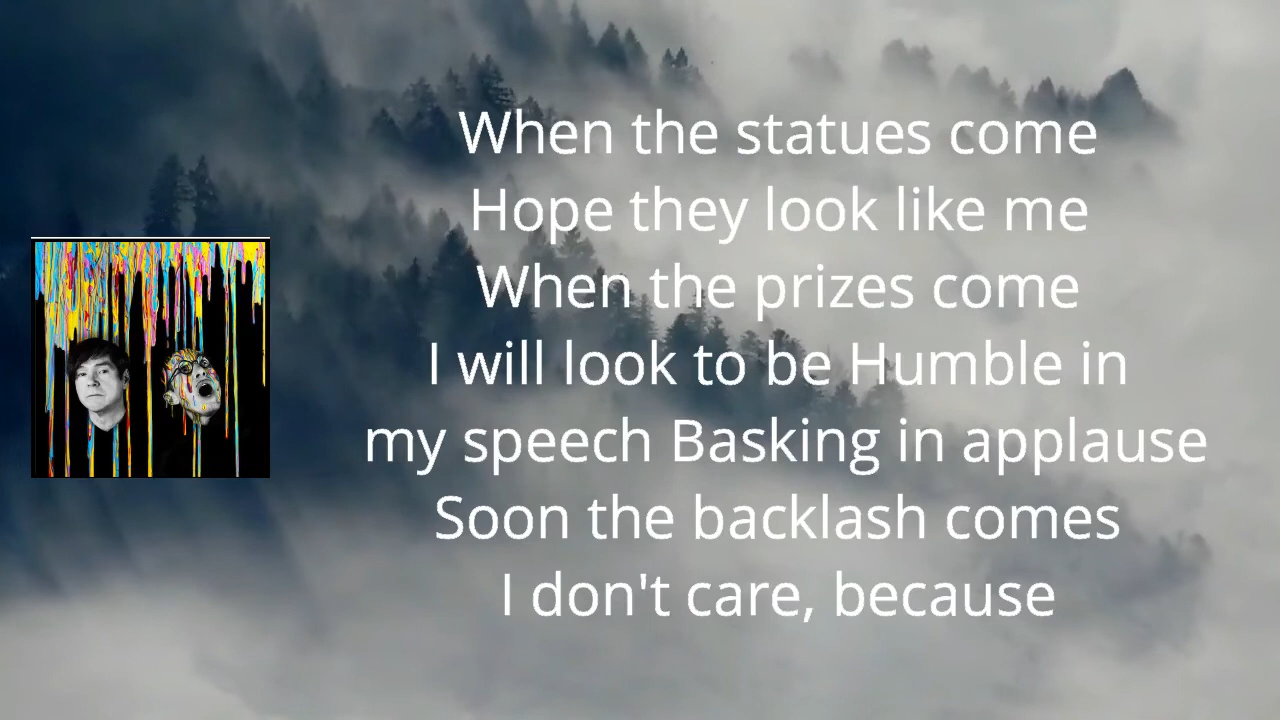 When the statues come
Hope they look like me
When the prizes come
I will look to be Humble in
my speech Basking in applause
Soon the backlash comes
I don't care, because